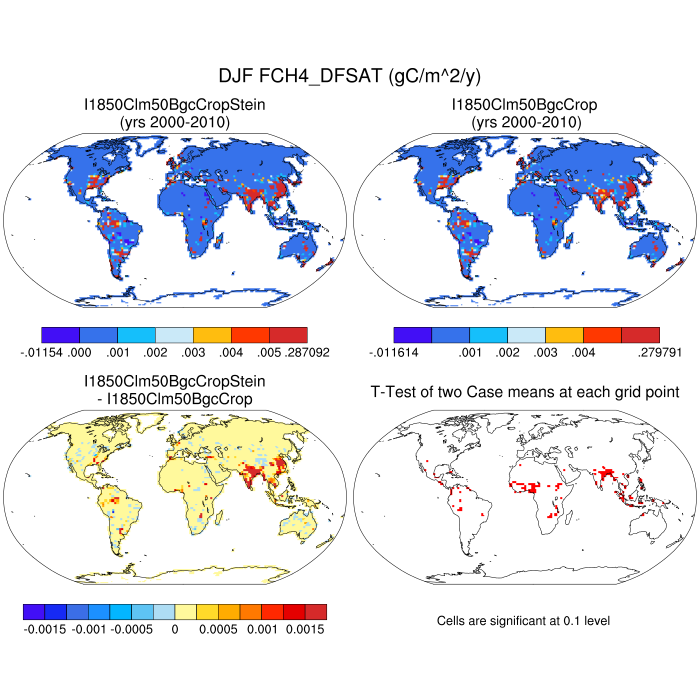 DJF FCH4_DFSAT (gC/m^2/y)
I1850Clm50BgcCropStein
(yrs 2000-2010)
I1850Clm50BgcCrop
(yrs 2000-2010)
-.01154 .000 .001 .002 .003 .004 .005 .287092
-.011614 .001 .002 .003 .004 .279791
I1850Clm50BgcCropStein
- I1850Clm50BgcCrop
T-Test of two Case means at each grid point
-0.0015 -0.001 -0.0005 0 0.0005 0.001 0.0015
Cells are significant at 0.1 level